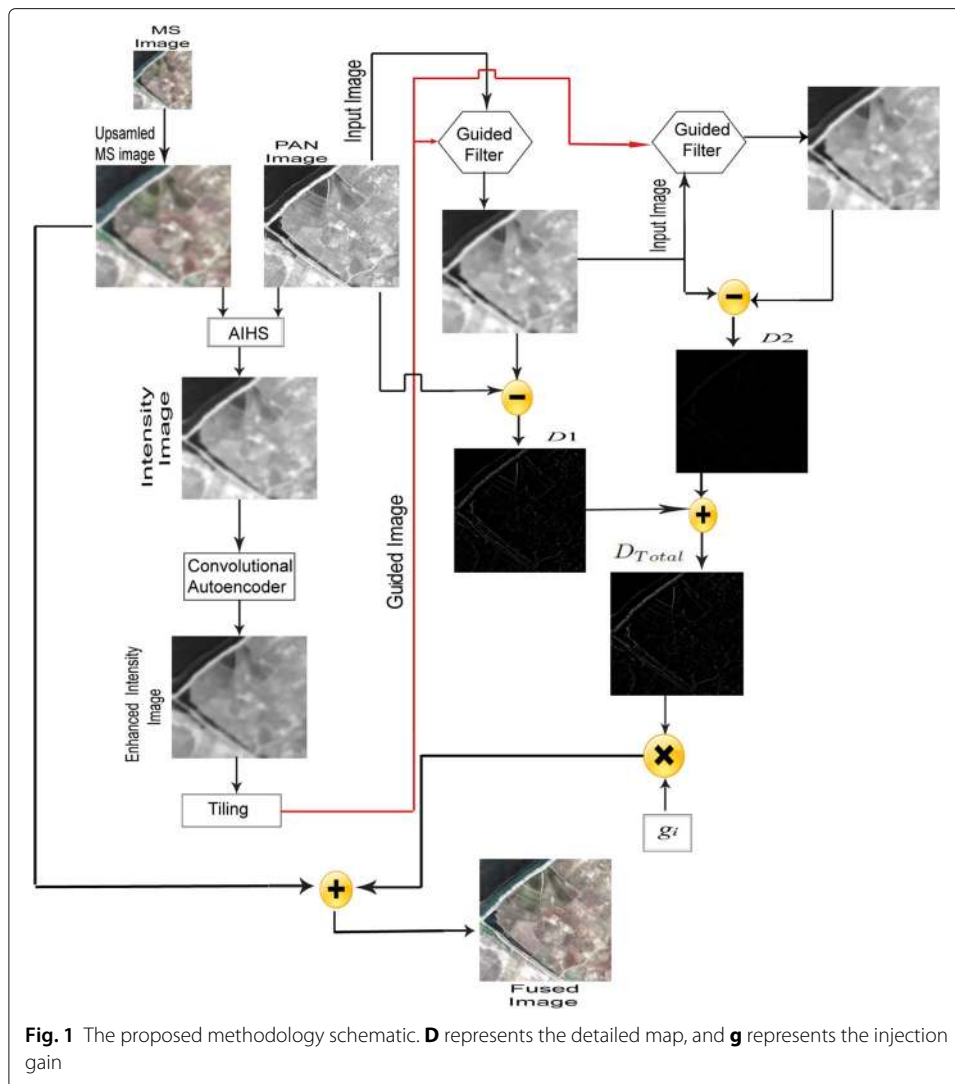 MS
Image
Upsamled
MS image
PAN
Image
Input Image
Guided
Filter
Guided
Filter
Input Image
AIHS
Intensity
Image
D2
D1
Convolutional
Autoencoder
Guided Image
D_Total
Enhanced Intensity
Image
Tiling
g_i
Fused
Image
Fig. 1 The proposed methodology schematic. D represents the detailed map, and g represents the injection
gain